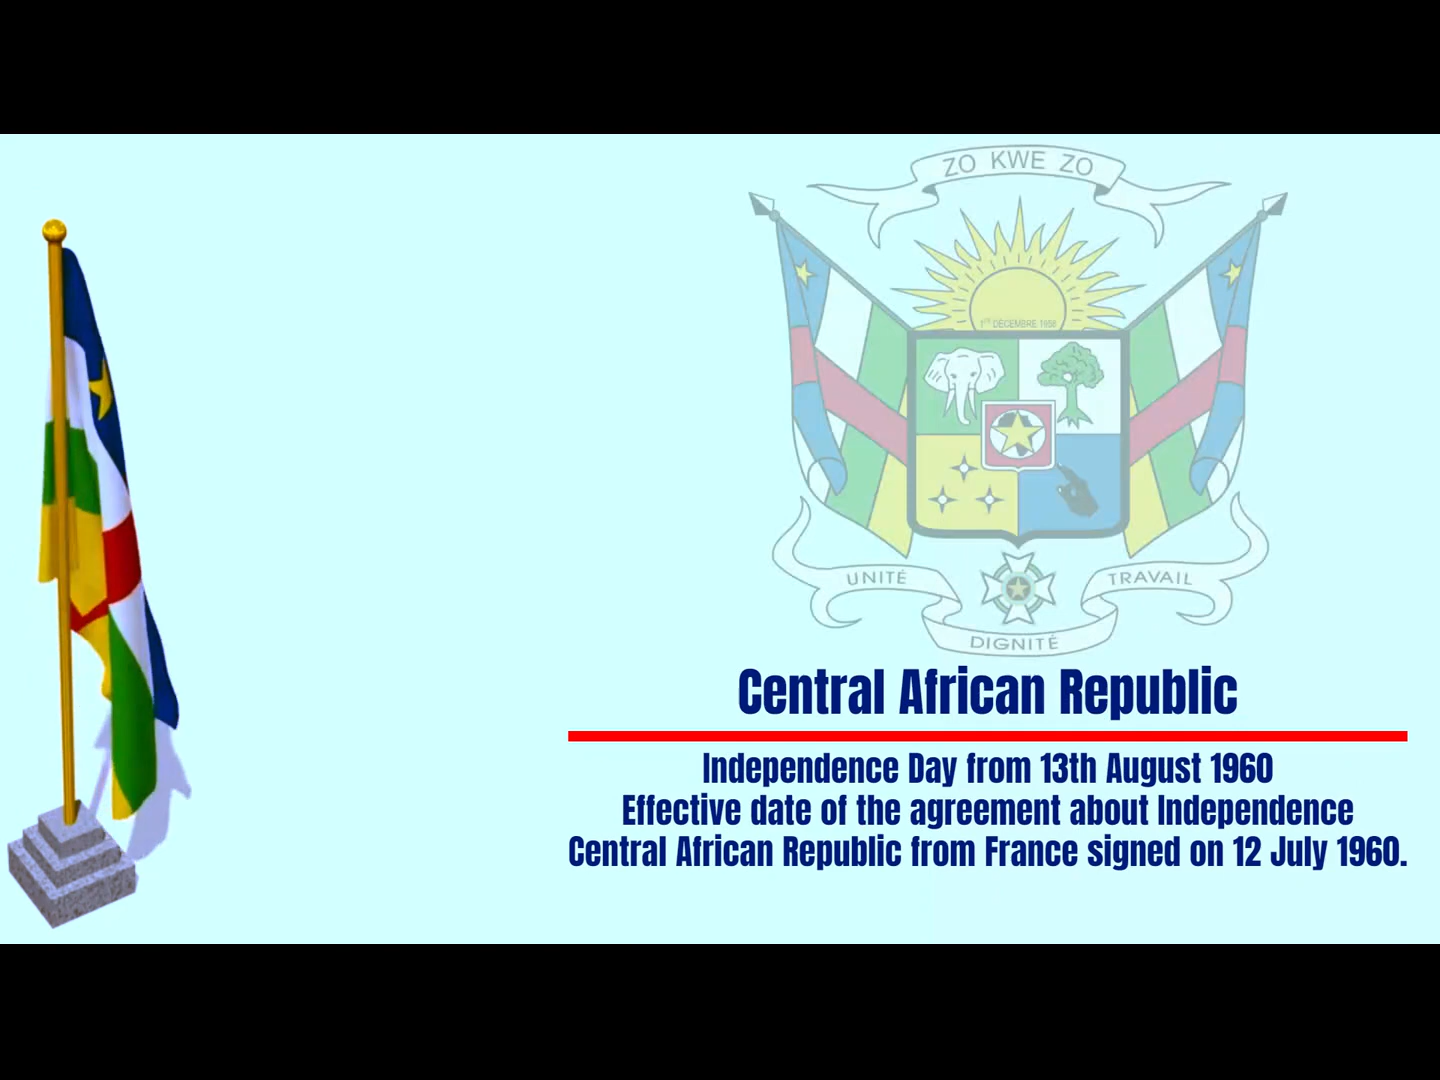 ZO KWE ZO
1ER DÉCEMBRE 1958
UNITÉ
TRAVAIL
DIGNITÉ
Central African Republic
Independence Day from 13th August 1960
Effective date of the agreement about Independence
Central African Republic from France signed on 12 July 1960.